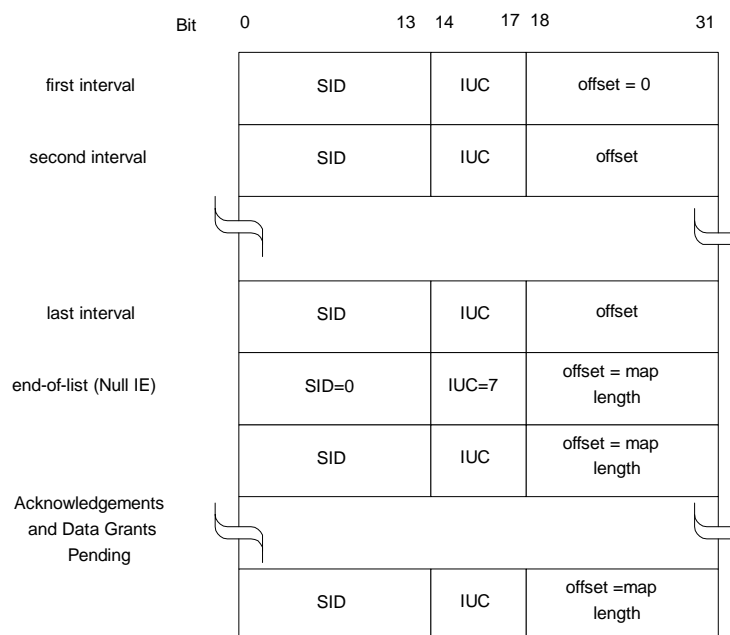 Bit 0 13 14 17 18 31
first interval SID IUC offset = 0
second interval SID IUC offset
last interval SID IUC offset
end-of-list (Null IE) SID=0 IUC=7 offset = map
length
SID IUC offset = map
length
Acknowledgements
and Data Grants
Pending
SID IUC offset =map
length